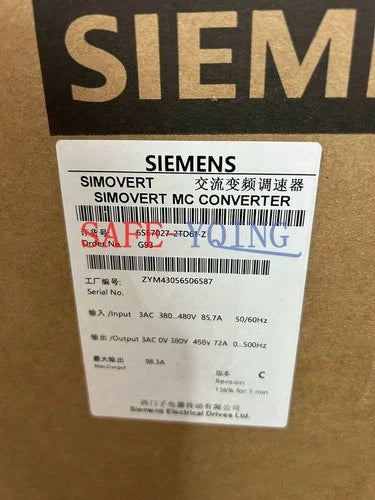 SIEM
SIEMENS
SIMOVERT 交流变频调速器
SIMOVERT MC CONVERTER
订货号: 6SE7027-2TD61-Z
Order No. G93
SAFE YQING
工厂编号: ZYM43056506587
Serial No.
输入 /Input 3AC 380...480V 85,7A 50/60Hz
输出 /Output 3AC 0V 380V 458V 72A 0...500Hz
最大输出 98.3A
Max.Output
版本 C
Revision
136% for 1 min
西门子电器传动有限公司
Siemens Electrical Drives Ltd.